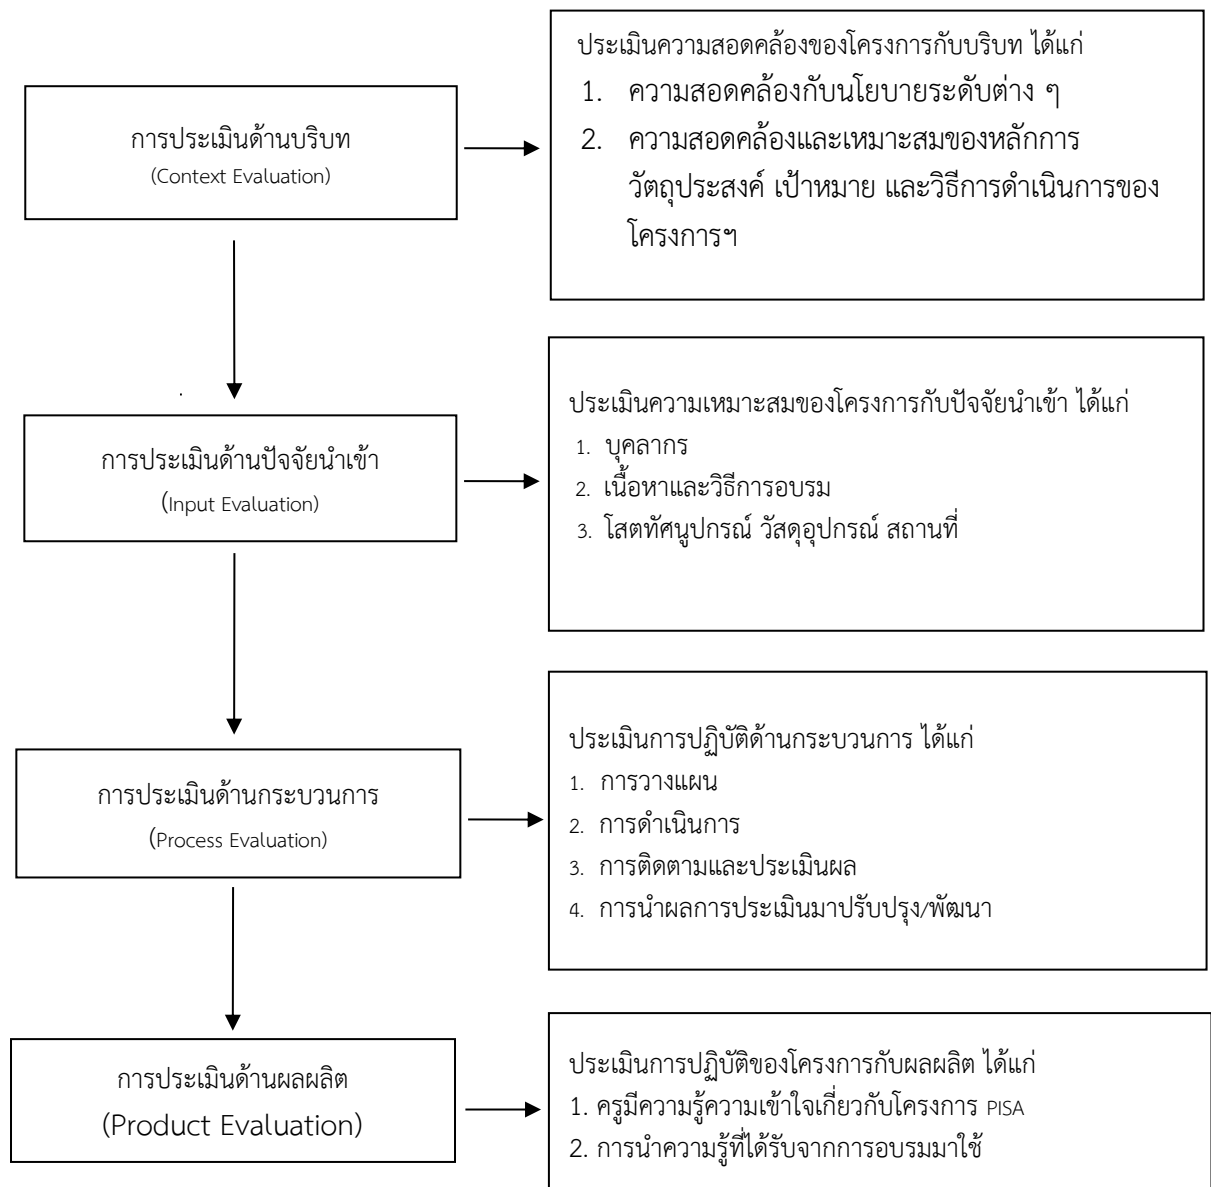 การประเมินด้านบริบท
(Context Evaluation)
ประเมินความสอดคล้องของโครงการกับบริบท ได้แก่
1. ความสอดคล้องกับนโยบายระดับต่าง ๆ
2. ความสอดคล้องและเหมาะสมของหลักการ
วัตถุประสงค์ เป้าหมาย และวิธีการดำเนินการของ
โครงการฯ
การประเมินด้านปัจจัยนำเข้า
(Input Evaluation)
ประเมินความเหมาะสมของโครงการกับปัจจัยนำเข้า ได้แก่
1. บุคลากร
2. เนื้อหาและวิธีการอบรม
3. โสตทัศนูปกรณ์ วัสดุอุปกรณ์ สถานที่
การประเมินด้านกระบวนการ
(Process Evaluation)
ประเมินการปฏิบัติด้านกระบวนการ ได้แก่
1. การวางแผน
2. การดำเนินการ
3. การติดตามและประเมินผล
4. การนำผลการประเมินมาปรับปรุง/พัฒนา
การประเมินด้านผลผลิต
(Product Evaluation)
ประเมินการปฏิบัติของโครงการกับผลผลิต ได้แก่
1. ครูมีความรู้ความเข้าใจเกี่ยวกับโครงการ PISA
2. การนำความรู้ที่ได้รับจากการอบรมมาใช้